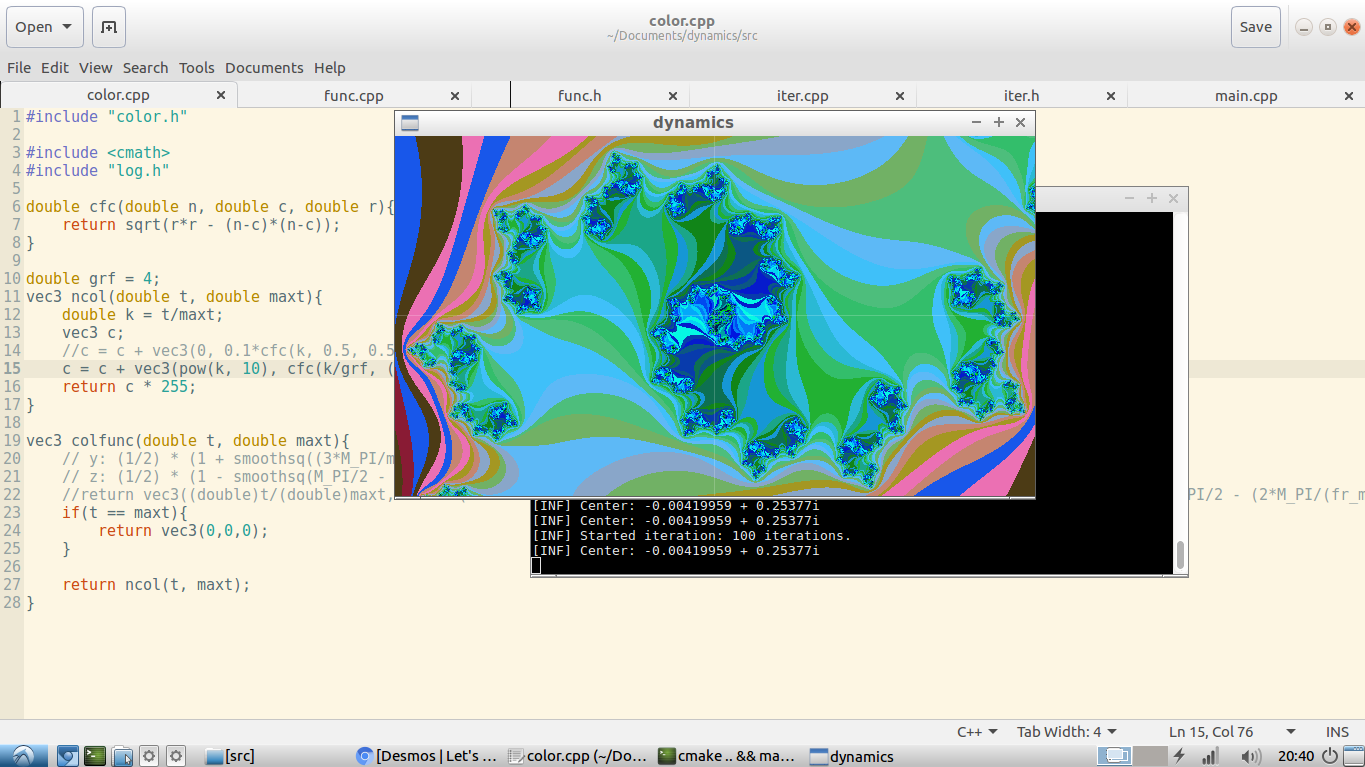 Open
color.cpp
~/Documents/dynamics/src
Save
File Edit View Search Tools Documents Help
color.cpp func.cpp func.h iter.cpp iter.h main.cpp
dynamics
1 #include "color.h"
2
3 #include <cmath>
4 #include "log.h"
5
6 double cfc(double n, double c, double r){
7 return sqrt(r*r - (n-c)*(n-c));
8 }
9
10 double grf = 4;
11 vec3 ncol(double t, double maxt){
12 double k = t/maxt;
13 vec3 c;
14 //c = c + vec3(0, 0.1*cfc(k, 0.5, 0.5
15 c = c + vec3(pow(k, 10), cfc(k/grf, (
16 return c * 255;
17 }
18
19 vec3 colfunc(double t, double maxt){
20 // y: (1/2) * (1 + smoothsq((3*M_PI/m
21 // z: (1/2) * (1 - smoothsq(M_PI/2 -
22 //return vec3((double)t/(double)maxt, PI/2 - (2*M_PI/(fr_m
23 if(t == maxt){
24 return vec3(0,0,0);
25 }
26
27 return ncol(t, maxt);
28 }
[INF] Center: -0.00419959 + 0.25377i
[INF] Center: -0.00419959 + 0.25377i
[INF] Started iteration: 100 iterations.
[INF] Center: -0.00419959 + 0.25377i
C++ Tab Width: 4 Ln 15, Col 76 INS
[src] [Desmos | Let's ... color.cpp (~/Do... cmake .. && ma... dynamics 20:40